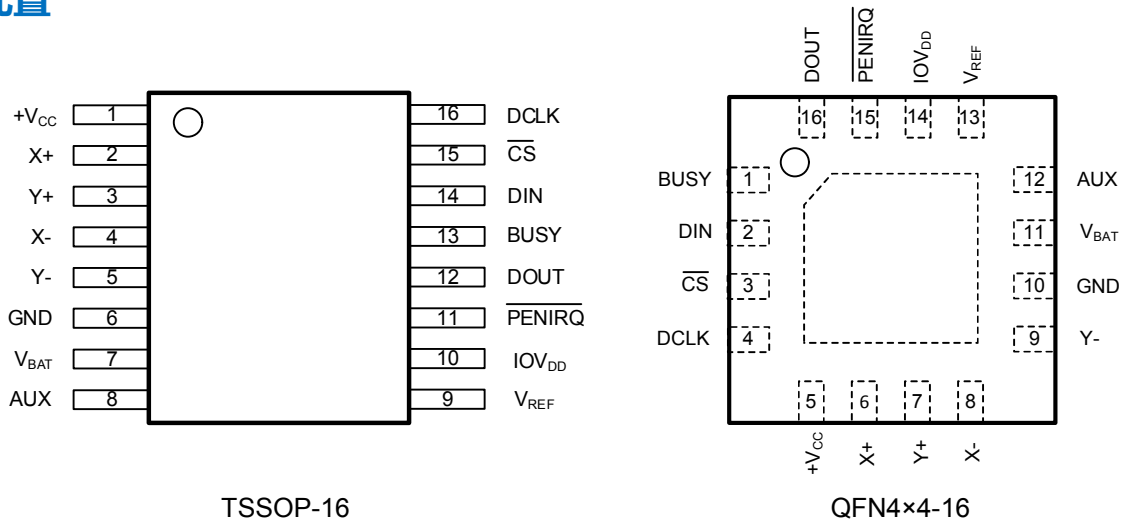 +VCC 1 16 DCLK
X+ 2 15 CS
Y+ 3 14 DIN
X- 4 13 BUSY
Y- 5 12 DOUT
GND 6 11 PENIRQ
VBAT 7 10 IOVDD
AUX 8 9 VREF
TSSOP-16
DOUT PENIRQ IOVDD VREF
16 15 14 13
BUSY 1 12 AUX
DIN 2 11 VBAT
CS 3 10 GND
DCLK 4 9 Y-
5 6 7 8
+VCC X+ Y+ X-
QFN4×4-16